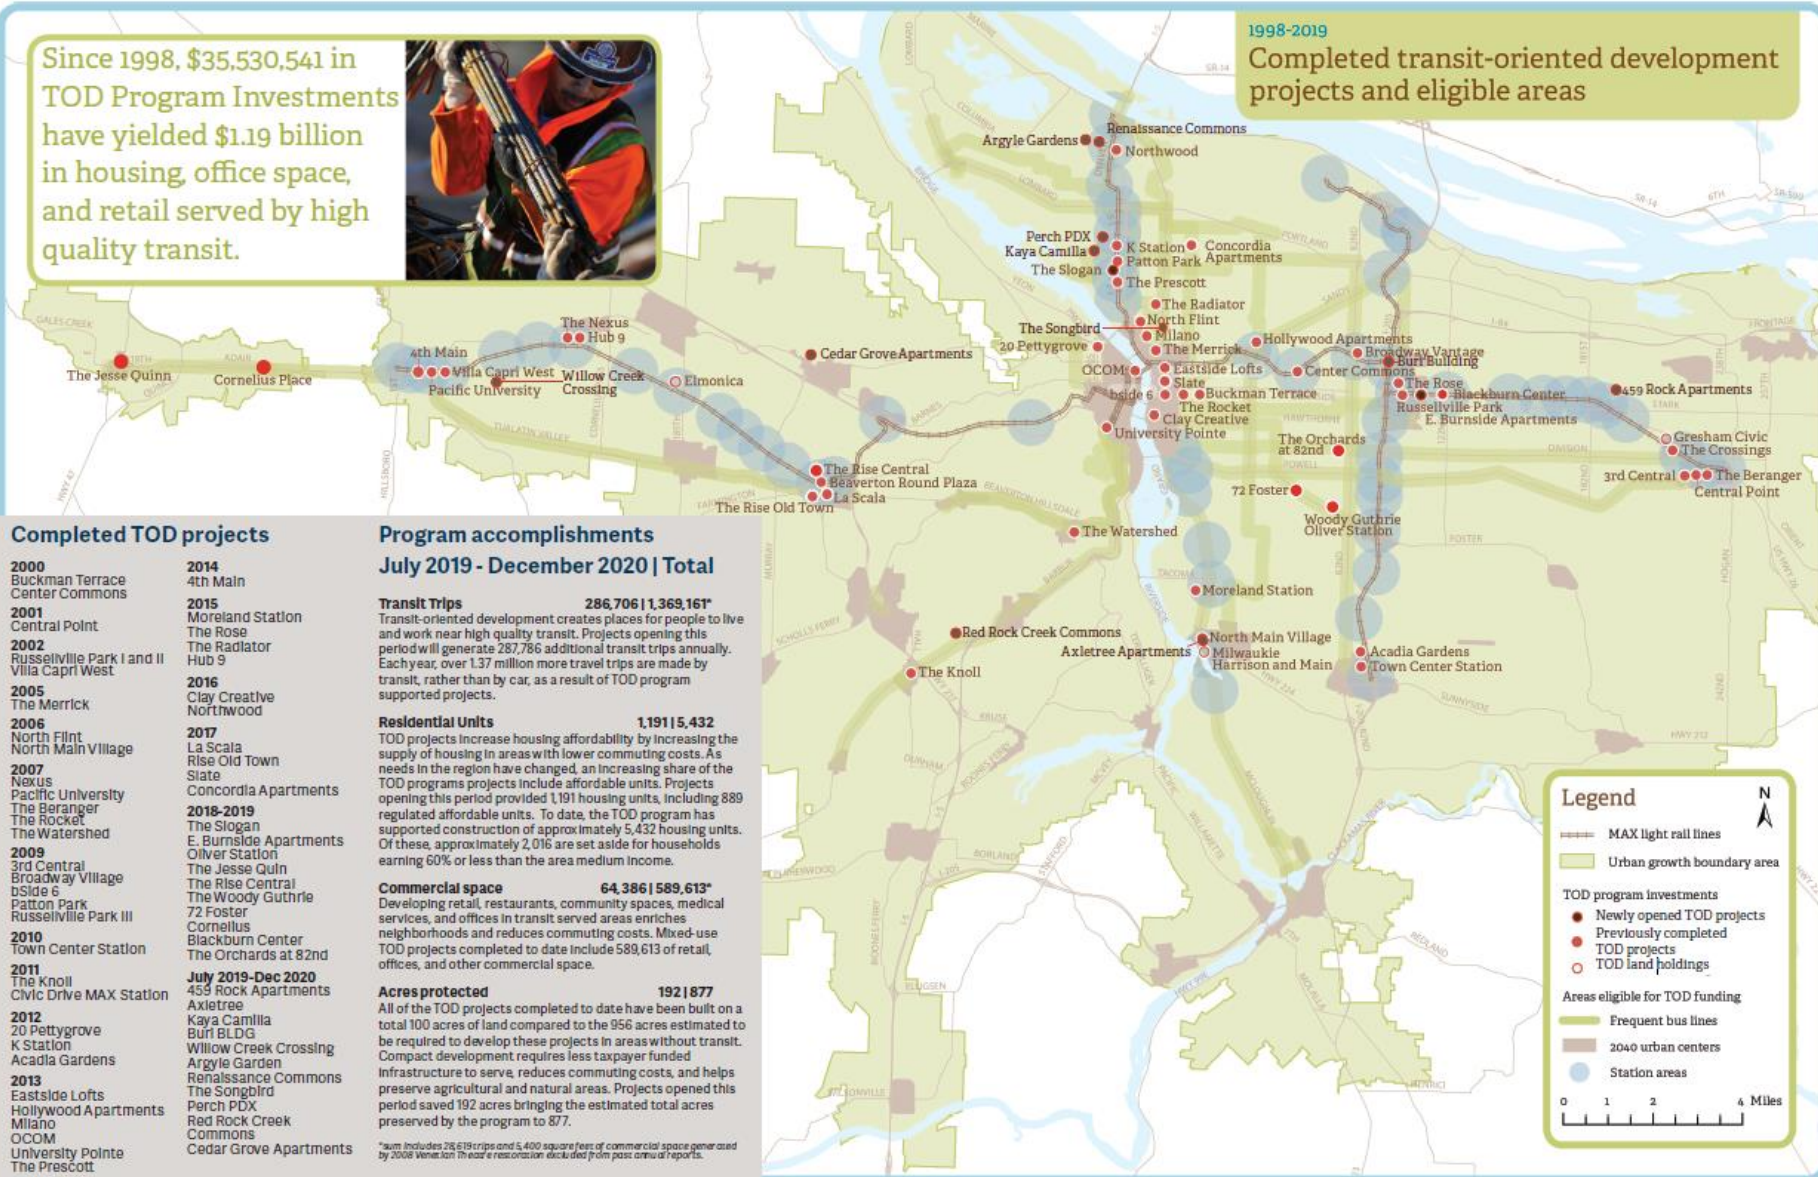 Since 1998, $35,530,541 in
TOD Program Investments
have yielded $1.19 billion
in housing, office space,
and retail served by high
quality transit.
1998-2019
Completed transit-oriented development
projects and eligible areas
Argyle Gardens
Renaissance Commons
Northwood
Perch PDX
Kaya Camilla
The Slogan
K Station
Concordia
Apartments
Patton Park
The Prescott
The Radiator
North Flint
The Songbird
Milano
20 Pettygrove
The Merrick
Hollywood Apartments
Broadway Vantage
Burl Building
OCOM
Eastside Lofts
Center Commons
Slate
The Rose
bside 6
Buckman Terrace
Blackburn Center
459 Rock Apartments
The Rocket
Russellville Park
Clay Creative
E. Burnside Apartments
University Pointe
The Orchards
at 82nd
Gresham Civic
The Crossings
3rd Central
The Beranger
Central Point
72 Foster
Woody Guthrie
Oliver Station
The Jesse Quinn
Cornelius Place
4th Main
The Nexus
Hub 9
Villa Capri West
Pacific University
Willow Creek
Crossing
Elmonica
Cedar Grove Apartments
The Rise Central
Beaverton Round Plaza
La Scala
The Rise Old Town
The Watershed
Moreland Station
Red Rock Creek Commons
North Main Village
Axletree Apartments
Milwaukie
Harrison and Main
The Knoll
Acadia Gardens
Town Center Station
Completed TOD projects
2000
Buckman Terrace
Center Commons
2001
Central Point
2002
Russellville Park I and II
Villa Capri West
2005
The Merrick
2006
North Flint
North Main Village
2007
Nexus
Pacific University
The Beranger
The Rocket
The Watershed
2009
3rd Central
Broadway Village
bSide 6
Patton Park
Russellville Park III
2010
Town Center Station
2011
The Knoll
Civic Drive MAX Station
2012
20 Pettygrove
K Station
Acadia Gardens
2013
Eastside Lofts
Hollywood Apartments
Milano
OCOM
University Pointe
The Prescott
2014
4th Main
2015
Moreland Station
The Rose
The Radiator
Hub 9
2016
Clay Creative
Northwood
2017
La Scala
Rise Old Town
Slate
Concordia Apartments
2018-2019
The Slogan
E. Burnside Apartments
Oliver Station
The Jesse Quin
The Rise Central
The Woody Guthrie
72 Foster
Cornelius
Blackburn Center
The Orchards at 82nd
July 2019-Dec 2020
459 Rock Apartments
Axletree
Kaya Camilla
Burl BLDG
Willow Creek Crossing
Argyle Garden
Renaissance Commons
The Songbird
Perch PDX
Red Rock Creek
Commons
Cedar Grove Apartments
Program accomplishments
July 2019 - December 2020 | Total
Transit Trips 286,706 | 1,369,161*
Transit-oriented development creates places for people to live
and work near high quality transit. Projects opening this
period will generate 287,786 additional transit trips annually.
Each year, over 1.37 million more travel trips are made by
transit, rather than by car, as a result of TOD program
supported projects.
Residential Units 1,191 | 5,432
TOD projects increase housing affordability by increasing the
supply of housing in areas with lower commuting costs. As
needs in the region have changed, an increasing share of the
TOD programs projects include affordable units. Projects
opening this period provided 1,191 housing units, including 889
regulated affordable units. To date, the TOD program has
supported construction of approximately 5,432 housing units.
Of these, approximately 2,016 are set aside for households
earning 60% or less than the area medium income.
Commercial space 64,386 | 589,613*
Developing retail, restaurants, community spaces, medical
services, and offices in transit served areas enriches
neighborhoods and reduces commuting costs. Mixed-use
TOD projects completed to date include 589,613 of retail,
offices, and other commercial space.
Acres protected 192 | 877
All of the TOD projects completed to date have been built on a
total 100 acres of land compared to the 956 acres estimated to
be required to develop these projects in areas without transit.
Compact development requires less taxpayer funded
infrastructure to serve, reduces commuting costs, and helps
preserve agricultural and natural areas. Projects opened this
period saved 192 acres bringing the estimated total acres
preserved by the program to 877.
*sum includes 28,619 trips and 5,400 square feet of commercial space generated
by 2008 Venetian Theatre restoration excluded from past annual reports.
Legend
N
MAX light rail lines
Urban growth boundary area
TOD program investments
Newly opened TOD projects
Previously completed
TOD projects
TOD land holdings
Areas eligible for TOD funding
Frequent bus lines
2040 urban centers
Station areas
0 1 2 4 Miles